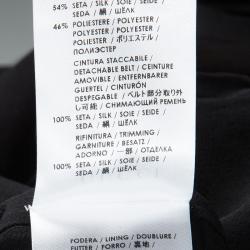 54% SETA / SILK / SOIE / SEIDE /
SEDA / 絹 / ШЁЛК
46% POLIESTERE / POLYESTER /
POLYESTER / POLYESTER /
POLIÉSTER / ポリエステル /
ПОЛИЭСТЕР
CINTURA STACCABILE /
DETACHABLE BELT / CEINTURE
AMOVIBLE / ENTFERNBARER
GUERTEL / CINTURÓN
DESPEGABLE / ベルト部分取り外
し可能 / СНИМАЮЩИЙ РЕМЕНЬ
100% SETA / SILK / SOIE / SEIDE /
SEDA / 絹 / ШЁЛК
RIFINITURA / TRIMMING /
GARNITURE / BESATZ /
ADORNO / 一部 / ОТДЕЛКА
100% SETA / SILK / SOIE / SEIDE /
SEDA / 絹 / ШЁЛК
FODERA / LINING / DOUBLURE /
FUTTER / FORRO / 裏地 /